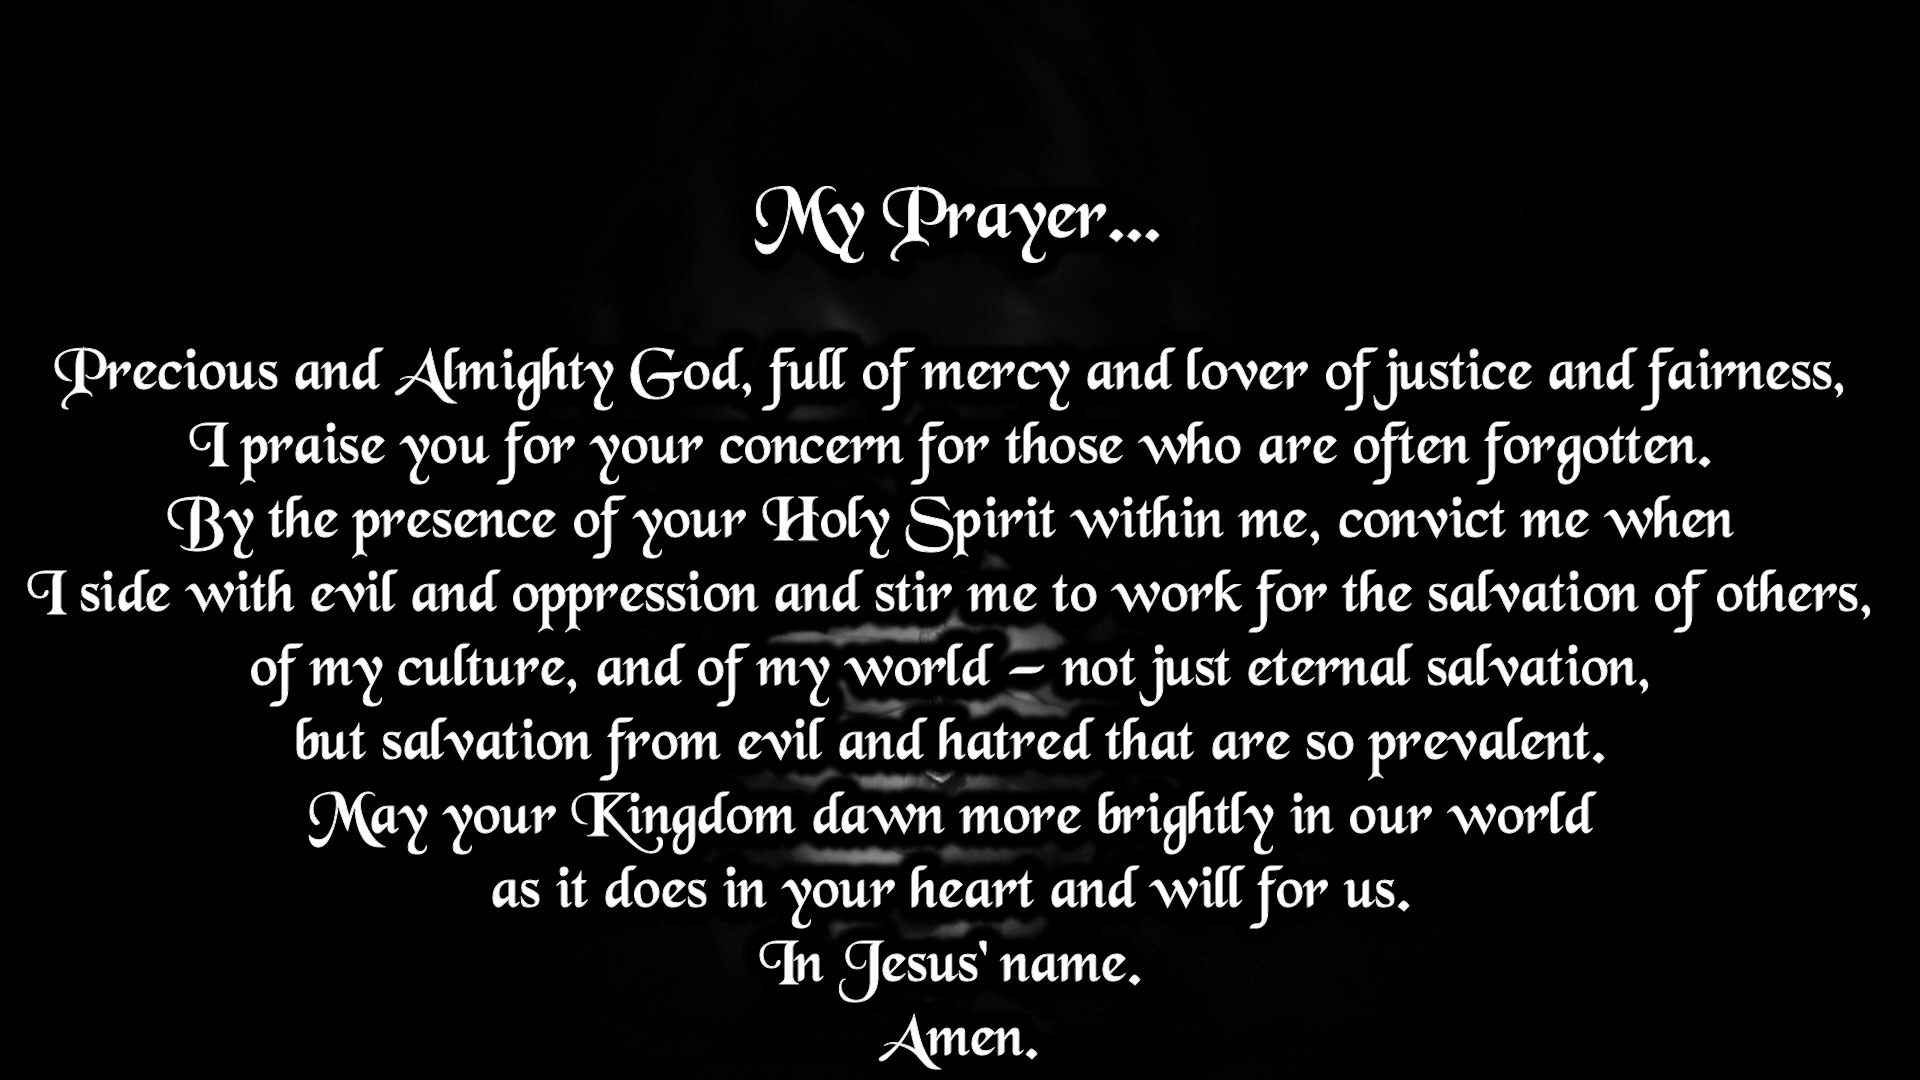 My Prayer...
Precious and Almighty God, full of mercy and lover of justice and fairness,
I praise you for your concern for those who are often forgotten.
By the presence of your Holy Spirit within me, convict me when
I side with evil and oppression and stir me to work for the salvation of others,
of my culture, and of my world – not just eternal salvation,
but salvation from evil and hatred that are so prevalent.
May your Kingdom dawn more brightly in our world
as it does in your heart and will for us.
In Jesus' name.
Amen.